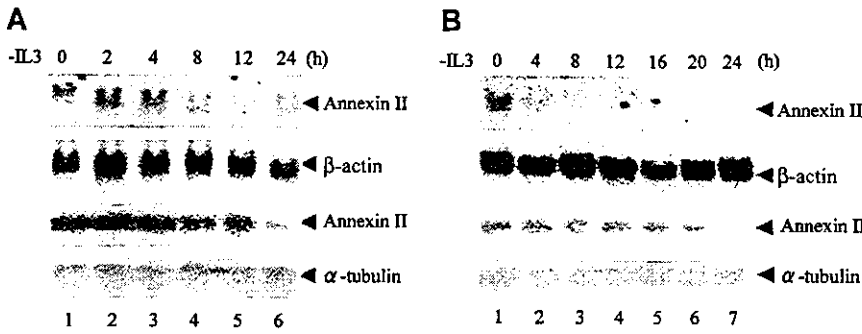 A
-IL3 0 2 4 8 12 24 (h)
◄ Annexin II
◄ β-actin
◄ Annexin II
◄ α-tubulin
1 2 3 4 5 6
B
-IL3 0 4 8 12 16 20 24 (h)
◄ Annexin II
◄ β-actin
◄ Annexin II
◄ α-tubulin
1 2 3 4 5 6 7